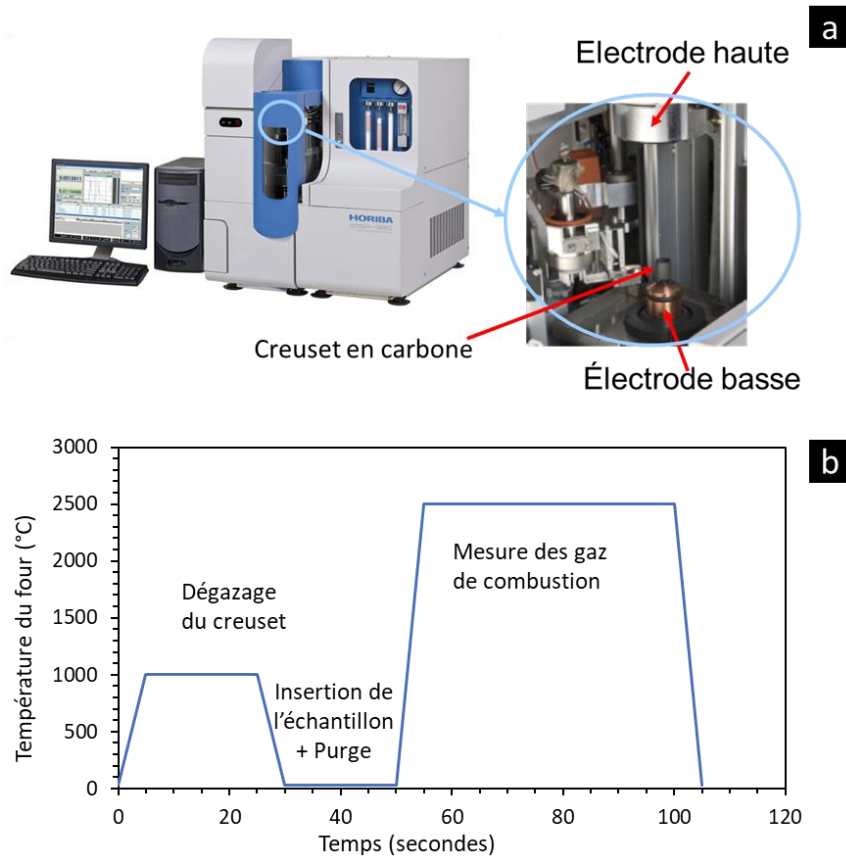 a
Electrode haute
HORIBA
Creuset en carbone
Électrode basse
b
3000
2500
2000
1500
1000
500
0
Température du four (°C)
Dégazage
du creuset
Insertion de
l'échantillon
+ Purge
Mesure des gaz
de combustion
0
20
40
60
80
100
120
Temps (secondes)